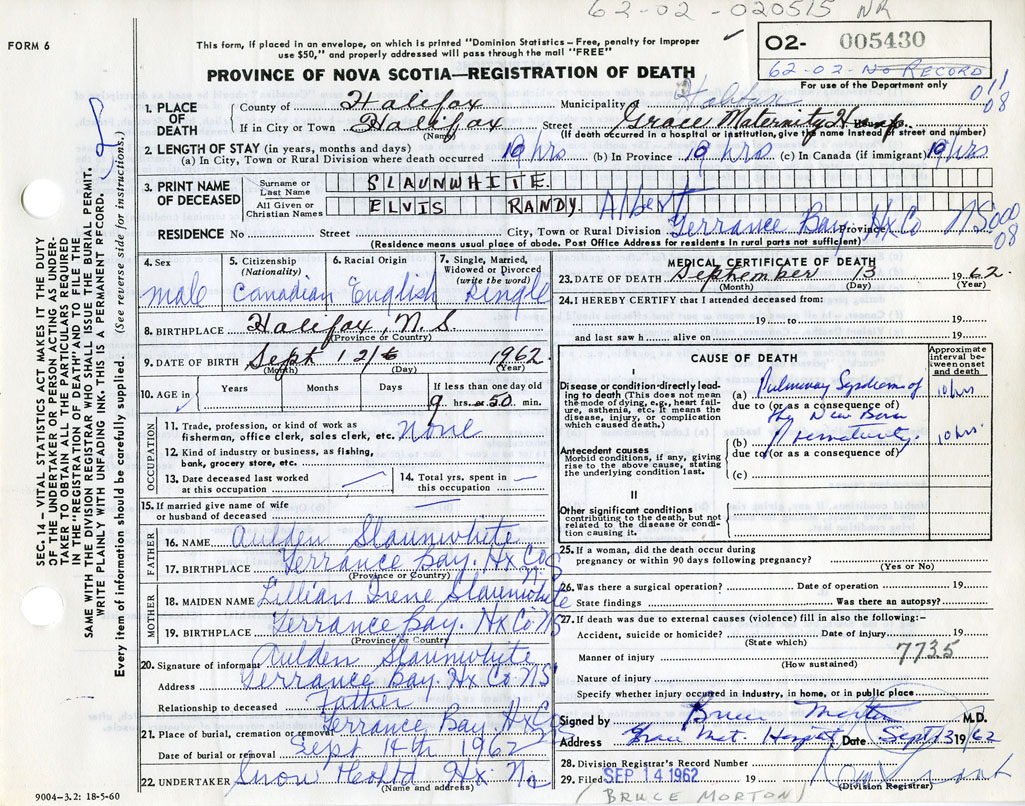 62-02-020515 NR
FORM 6
This form, if placed in an envelope, on which is printed "Dominion Statistics – Free, penalty for improper
use $50," and properly addressed will pass through the mail "FREE"
PROVINCE OF NOVA SCOTIA—REGISTRATION OF DEATH
O2- 005430
62-02-NO RECORD
For use of the Department only
011
08
1. PLACE OF DEATH
County of Halifax Municipality Halifax
If in City or Town Halifax Street Grace Maternity Hosp.
(Name) (If death occurred in a hospital or institution, give the name instead of street and number)
2. LENGTH OF STAY (in years, months and days)
(a) In City, Town or Rural Division where death occurred 10 hrs (b) In Province 10 hrs (c) In Canada (if immigrant) 10 hrs
3. PRINT NAME OF DECEASED
Surname or Last Name SLAUNWHITE.
All Given or Christian Names ELVIS RANDY. Albert
RESIDENCE No Street City, Town or Rural Division Terrance Bay. Province Hx Co NS 000
08
(Residence means usual place of abode. Post Office Address for residents in rural parts not sufficient)
4. Sex male
5. Citizenship (Nationality) Canadian
6. Racial Origin English
7. Single, Married, Widowed or Divorced (write the word) Single
8. BIRTHPLACE Halifax, N.S.
(Province or Country)
9. DATE OF BIRTH Sept 12 1962
(Month) (Day) (Year)
10. AGE in Years Months Days If less than one day old
9 hrs. or 50 min.
OCCUPATION
11. Trade, profession, or kind of work as
fisherman, office clerk, sales clerk, etc. None
12. Kind of industry or business, as fishing,
bank, grocery store, etc.
13. Date deceased last worked
at this occupation
14. Total yrs. spent in
this occupation
15. If married give name of wife
or husband of deceased
FATHER
16. NAME Aulden Slaunwhite
17. BIRTHPLACE Terrance Bay. Hx Co NS
(Province or Country)
MOTHER
18. MAIDEN NAME Lillian Irene Slaunwhite
19. BIRTHPLACE Terrance Bay. Hx Co NS
(Province or Country)
20. Signature of informant Aulden Slaunwhite
Address Terrance Bay. Hx Co. NS
Relationship to deceased Father
21. Place of burial, cremation or removal Terrance Bay. Hx Co NS
Date of burial or removal Sept 14th 1962
22. UNDERTAKER Snow Hx. NS
(Name and address)
9004-3.2: 18-5-60
MEDICAL CERTIFICATE OF DEATH
23. DATE OF DEATH September 13 1962
(Month) (Day) (Year)
24. I HEREBY CERTIFY that I attended deceased from:
19 to 19
and last saw h alive on 19
CAUSE OF DEATH
Approximate interval between onset and death
I
Disease or condition directly leading to death (This does not mean the mode of dying, e.g., heart failure, asthenia, etc. It means the disease, injury, or complication which caused death.)
(a) Pulmonary Syndrome of 10 hrs
due to (or as a consequence of)
the New Born
(b) Prematurity. 10 hrs.
due to (or as a consequence of)
Antecedent causes
Morbid conditions, if any, giving rise to the above cause, stating the underlying condition last.
(c)
II
Other significant conditions
contributing to the death, but not related to the disease or condition causing it.
25. If a woman, did the death occur during
pregnancy or within 90 days following pregnancy?
(Yes or No)
26. Was there a surgical operation? Date of operation 19
State findings Was there an autopsy?
27. If death was due to external causes (violence) fill in also the following:–
Accident, suicide or homicide? Date of injury 19
(State which)
Manner of injury 7735
(How sustained)
Nature of injury
Specify whether injury occurred in industry, in home, or in public place
Signed by Bruce Morton M.D.
Address Grace Mat. Hospital Date Sept 13 1962
28. Division Registrar's Record Number
29. Filed SEP 14 1962 19
(Division Registrar)
(BRUCE MORTON)
SEC. 14 – VITAL STATISTICS ACT MAKES IT THE DUTY
OF THE UNDERTAKER OR PERSON ACTING AS UNDERTAKER
TO OBTAIN ALL THE PARTICULARS REQUIRED
IN THE "REGISTRATION OF DEATH" AND TO FILE THE
SAME WITH THE DIVISION REGISTRAR WHO SHALL ISSUE THE BURIAL PERMIT.
WRITE PLAINLY WITH UNFADING INK. THIS IS A PERMANENT RECORD.
Every item of information should be carefully supplied. (See reverse side for instructions.)